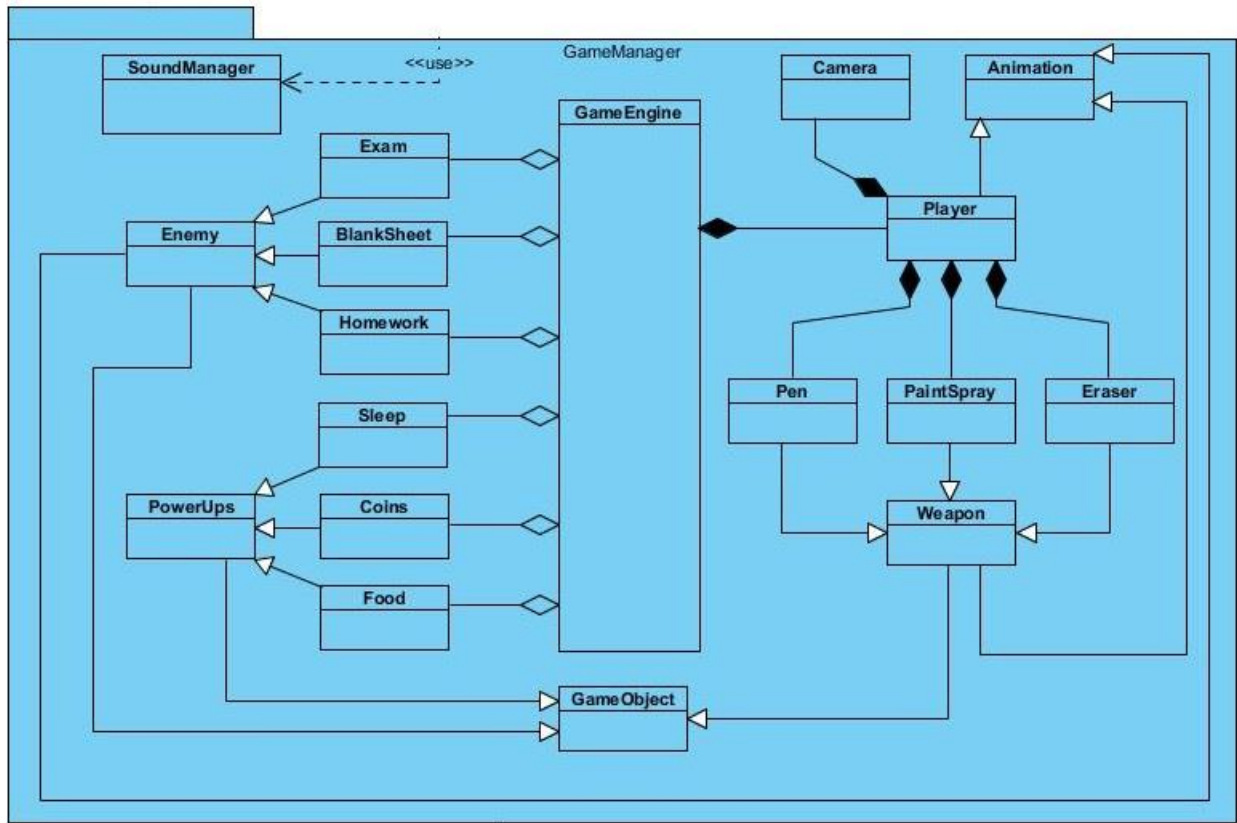 GameManager
SoundManager
<<use>>
Camera
Animation
GameEngine
Exam
Player
Enemy
BlankSheet
Homework
Pen
PaintSpray
Eraser
Sleep
PowerUps
Coins
Weapon
Food
GameObject